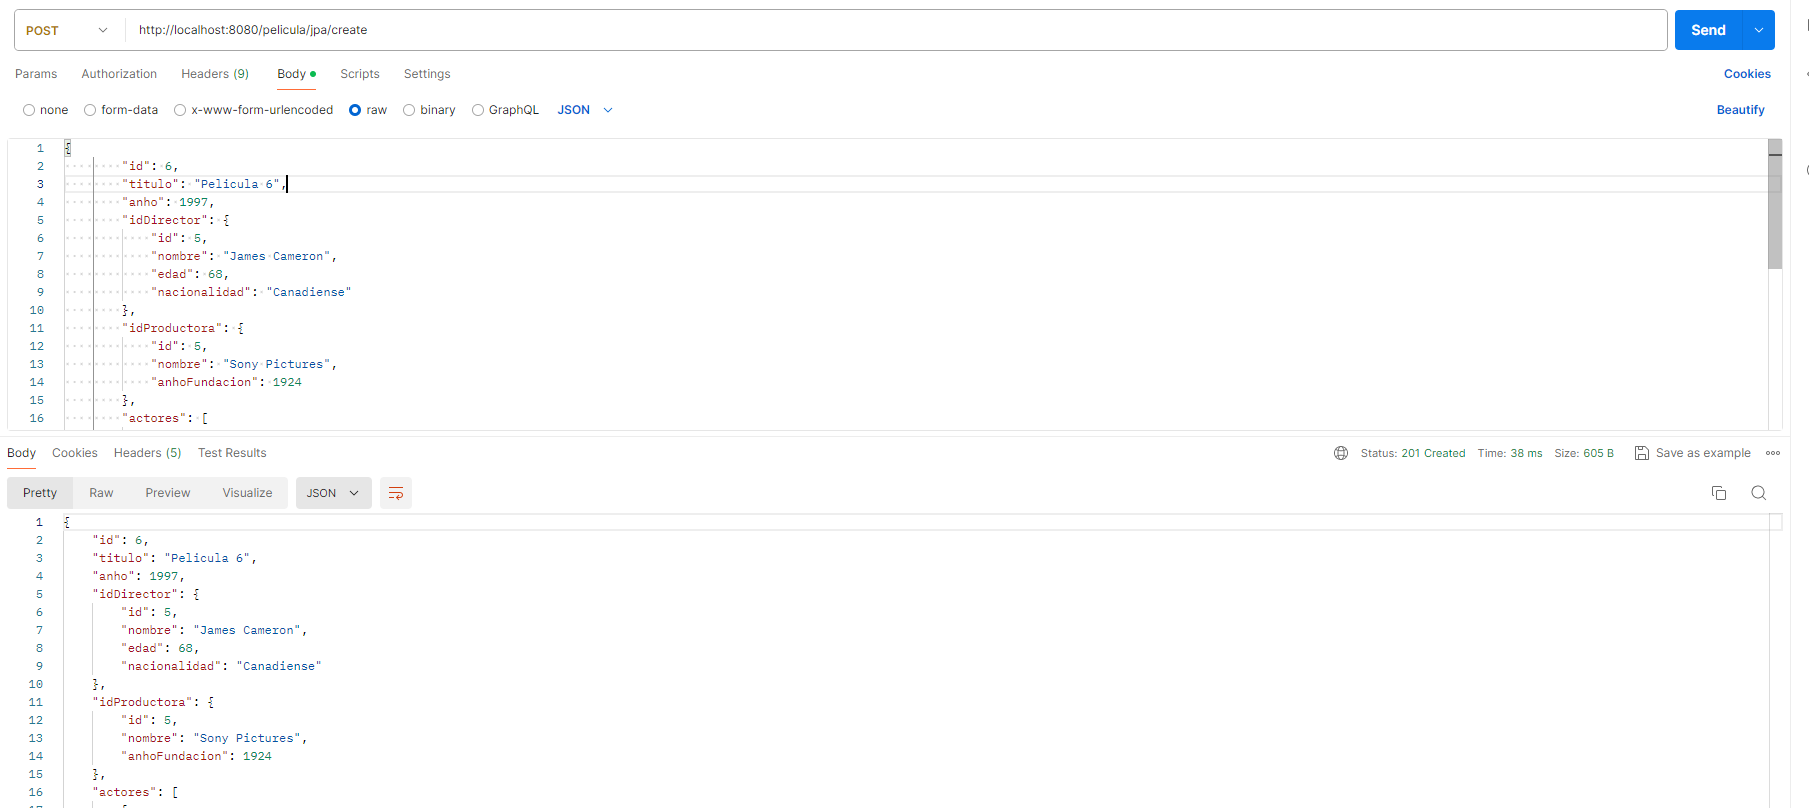 POST http://localhost:8080/pelicula/jpa/create Send
Params Authorization Headers (9) Body Scripts Settings Cookies
none form-data x-www-form-urlencoded raw binary GraphQL JSON Beautify
1 {
2 "id": 6,
3 "titulo": "Pelicula 6",
4 "anho": 1997,
5 "idDirector": {
6 "id": 5,
7 "nombre": "James Cameron",
8 "edad": 68,
9 "nacionalidad": "Canadiense"
10 },
11 "idProductora": {
12 "id": 5,
13 "nombre": "Sony Pictures",
14 "anhoFundacion": 1924
15 },
16 "actores": [
Body Cookies Headers (5) Test Results Status: 201 Created Time: 38 ms Size: 605 B Save as example
Pretty Raw Preview Visualize JSON
1 {
2 "id": 6,
3 "titulo": "Pelicula 6",
4 "anho": 1997,
5 "idDirector": {
6 "id": 5,
7 "nombre": "James Cameron",
8 "edad": 68,
9 "nacionalidad": "Canadiense"
10 },
11 "idProductora": {
12 "id": 5,
13 "nombre": "Sony Pictures",
14 "anhoFundacion": 1924
15 },
16 "actores": [